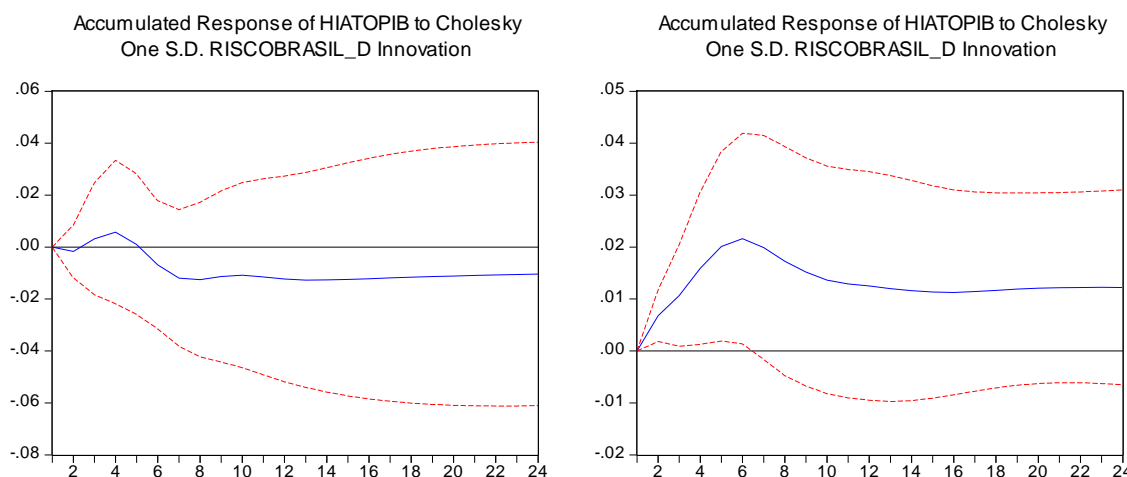 Accumulated Response of HIATOPIB to Cholesky
One S.D. RISCOBRASIL_D Innovation
.06
.04
.02
.00
-.02
-.04
-.06
-.08
2 4 6 8 10 12 14 16 18 20 22 24
Accumulated Response of HIATOPIB to Cholesky
One S.D. RISCOBRASIL_D Innovation
.05
.04
.03
.02
.01
.00
-.01
-.02
2 4 6 8 10 12 14 16 18 20 22 24